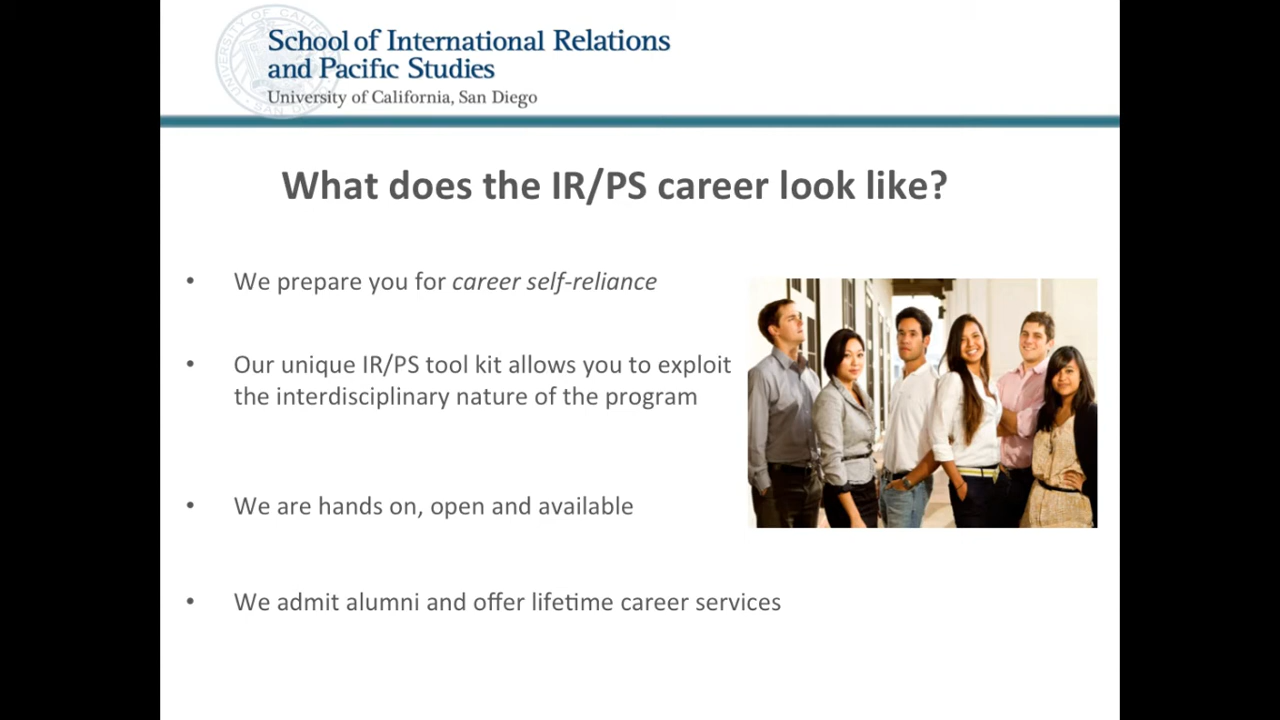 School of International Relations
and Pacific Studies
University of California, San Diego
What does the IR/PS career look like?
• We prepare you for career self-reliance
• Our unique IR/PS tool kit allows you to exploit
the interdisciplinary nature of the program
• We are hands on, open and available
• We admit alumni and offer lifetime career services